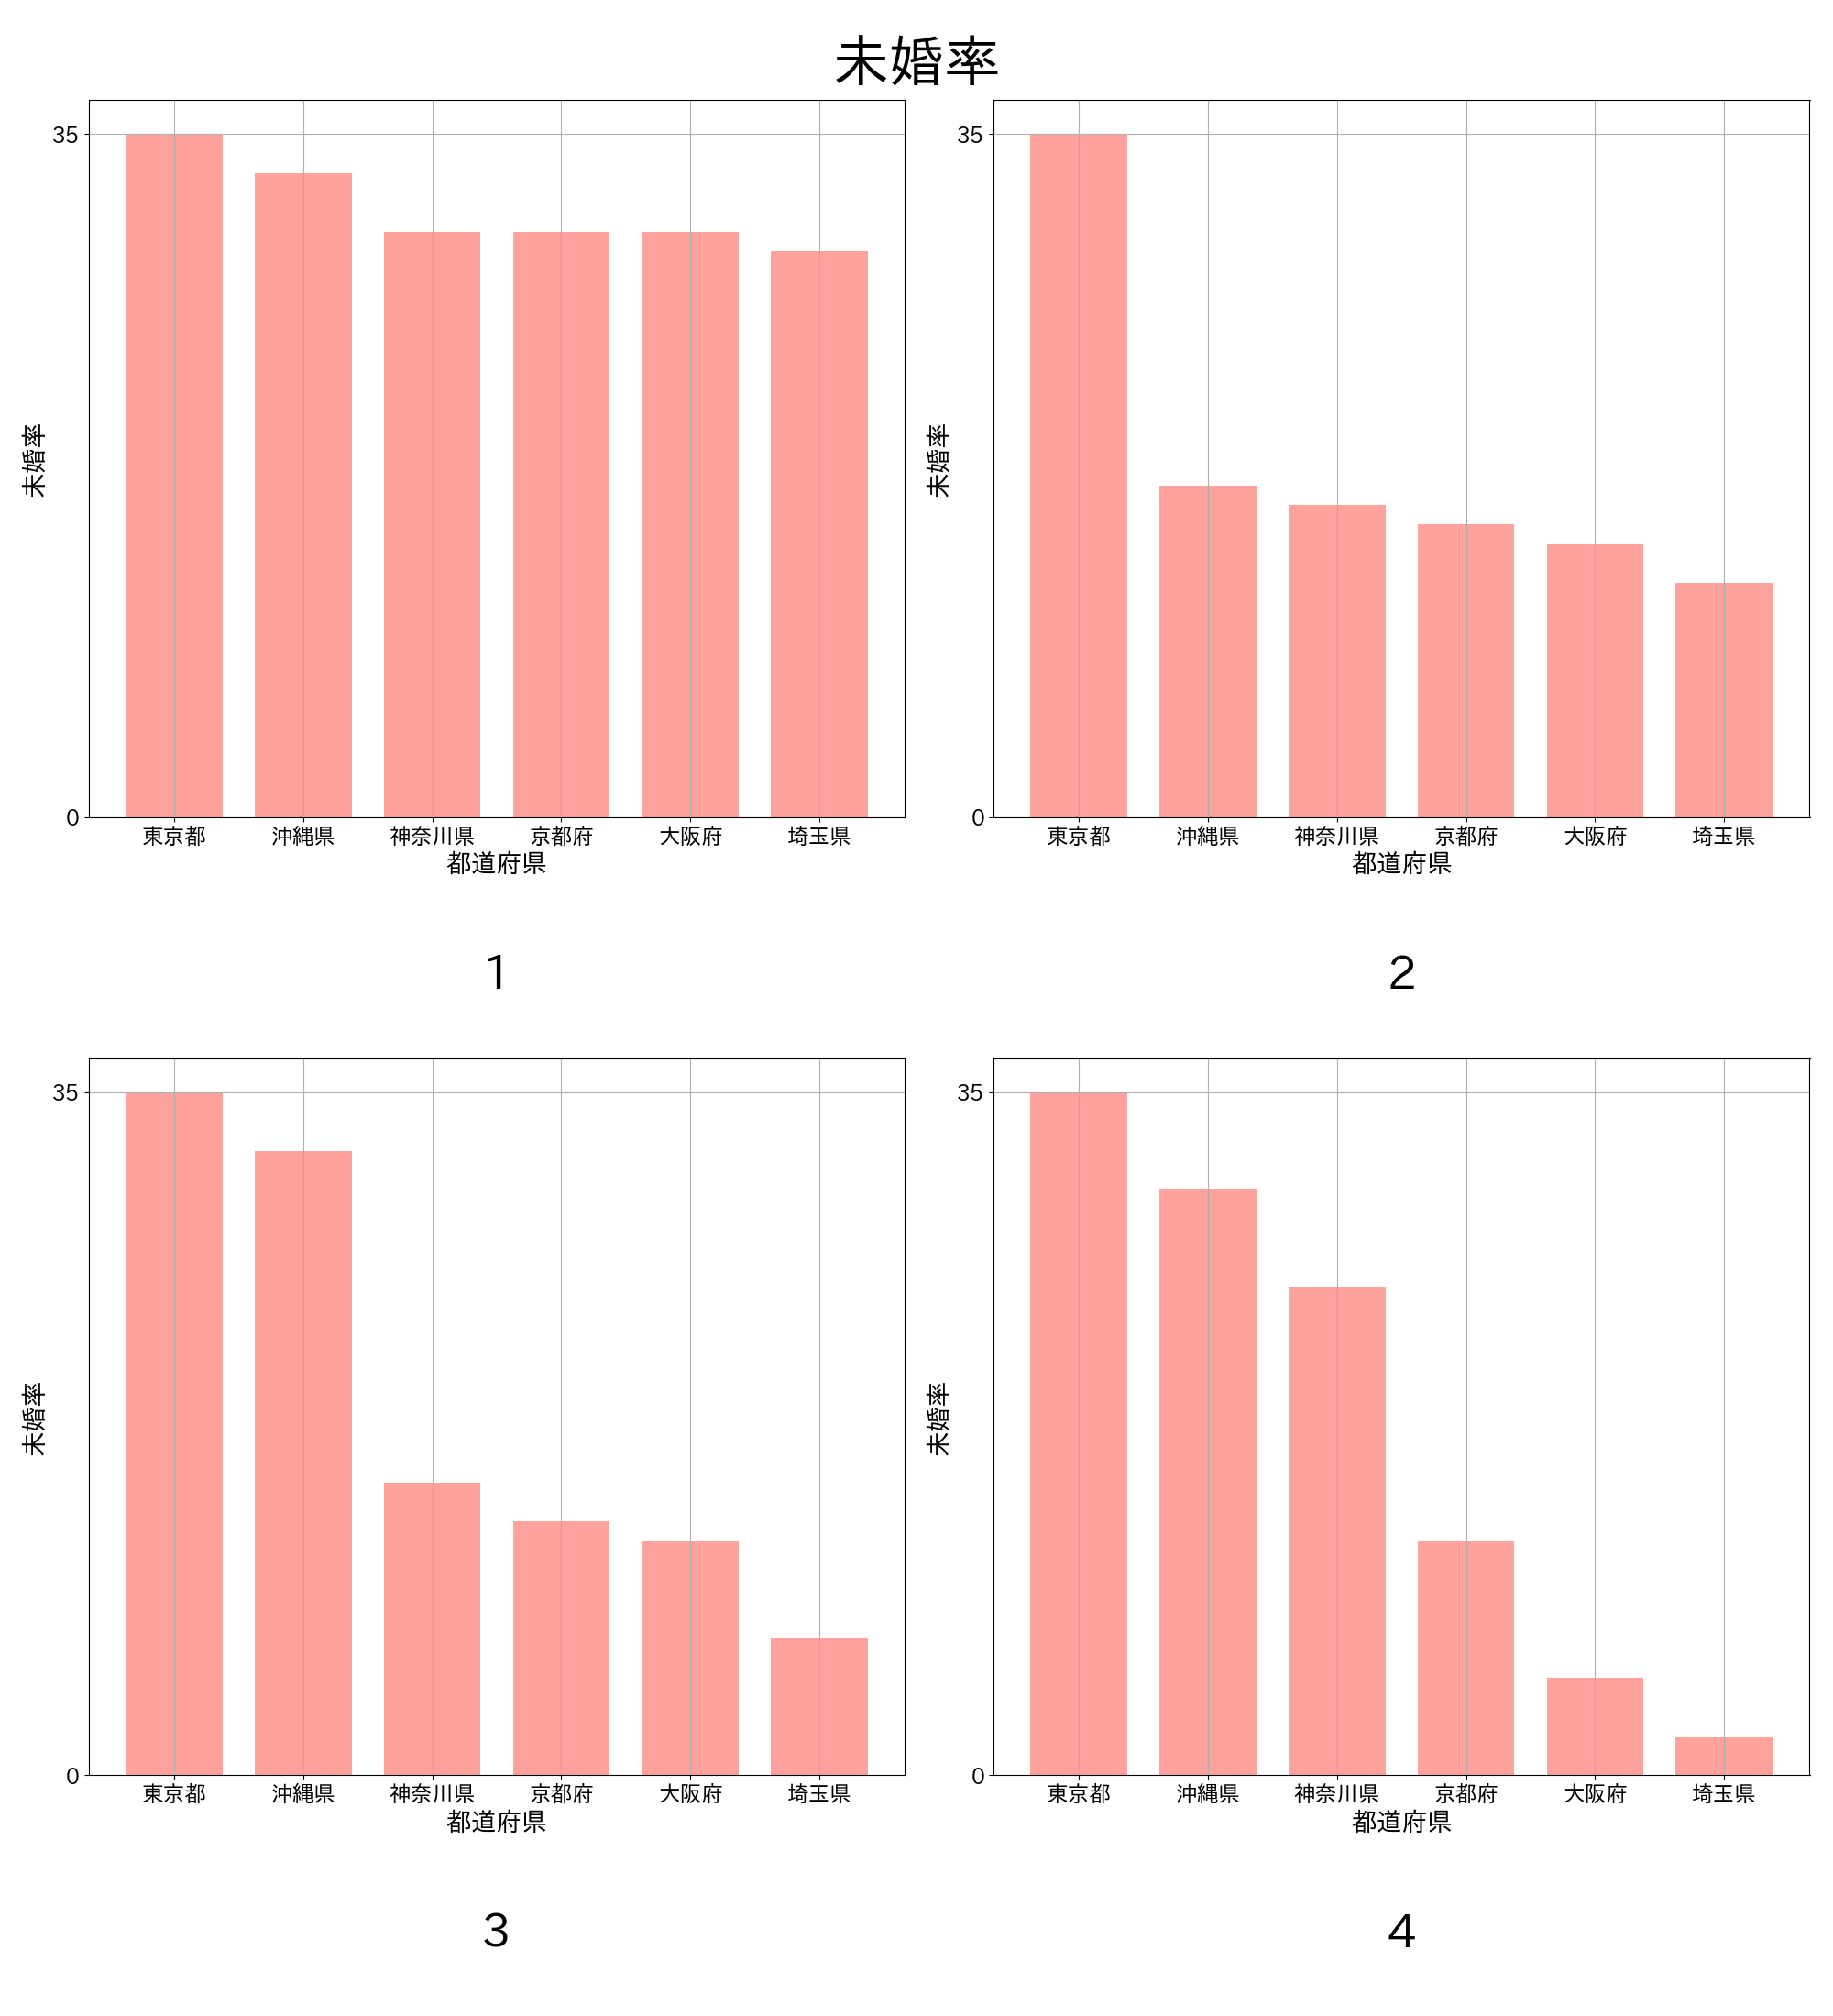 未婚率
35
0
未婚率
東京都 沖縄県 神奈川県 京都府 大阪府 埼玉県
都道府県
1
35
0
未婚率
東京都 沖縄県 神奈川県 京都府 大阪府 埼玉県
都道府県
2
35
0
未婚率
東京都 沖縄県 神奈川県 京都府 大阪府 埼玉県
都道府県
3
35
0
未婚率
東京都 沖縄県 神奈川県 京都府 大阪府 埼玉県
都道府県
4